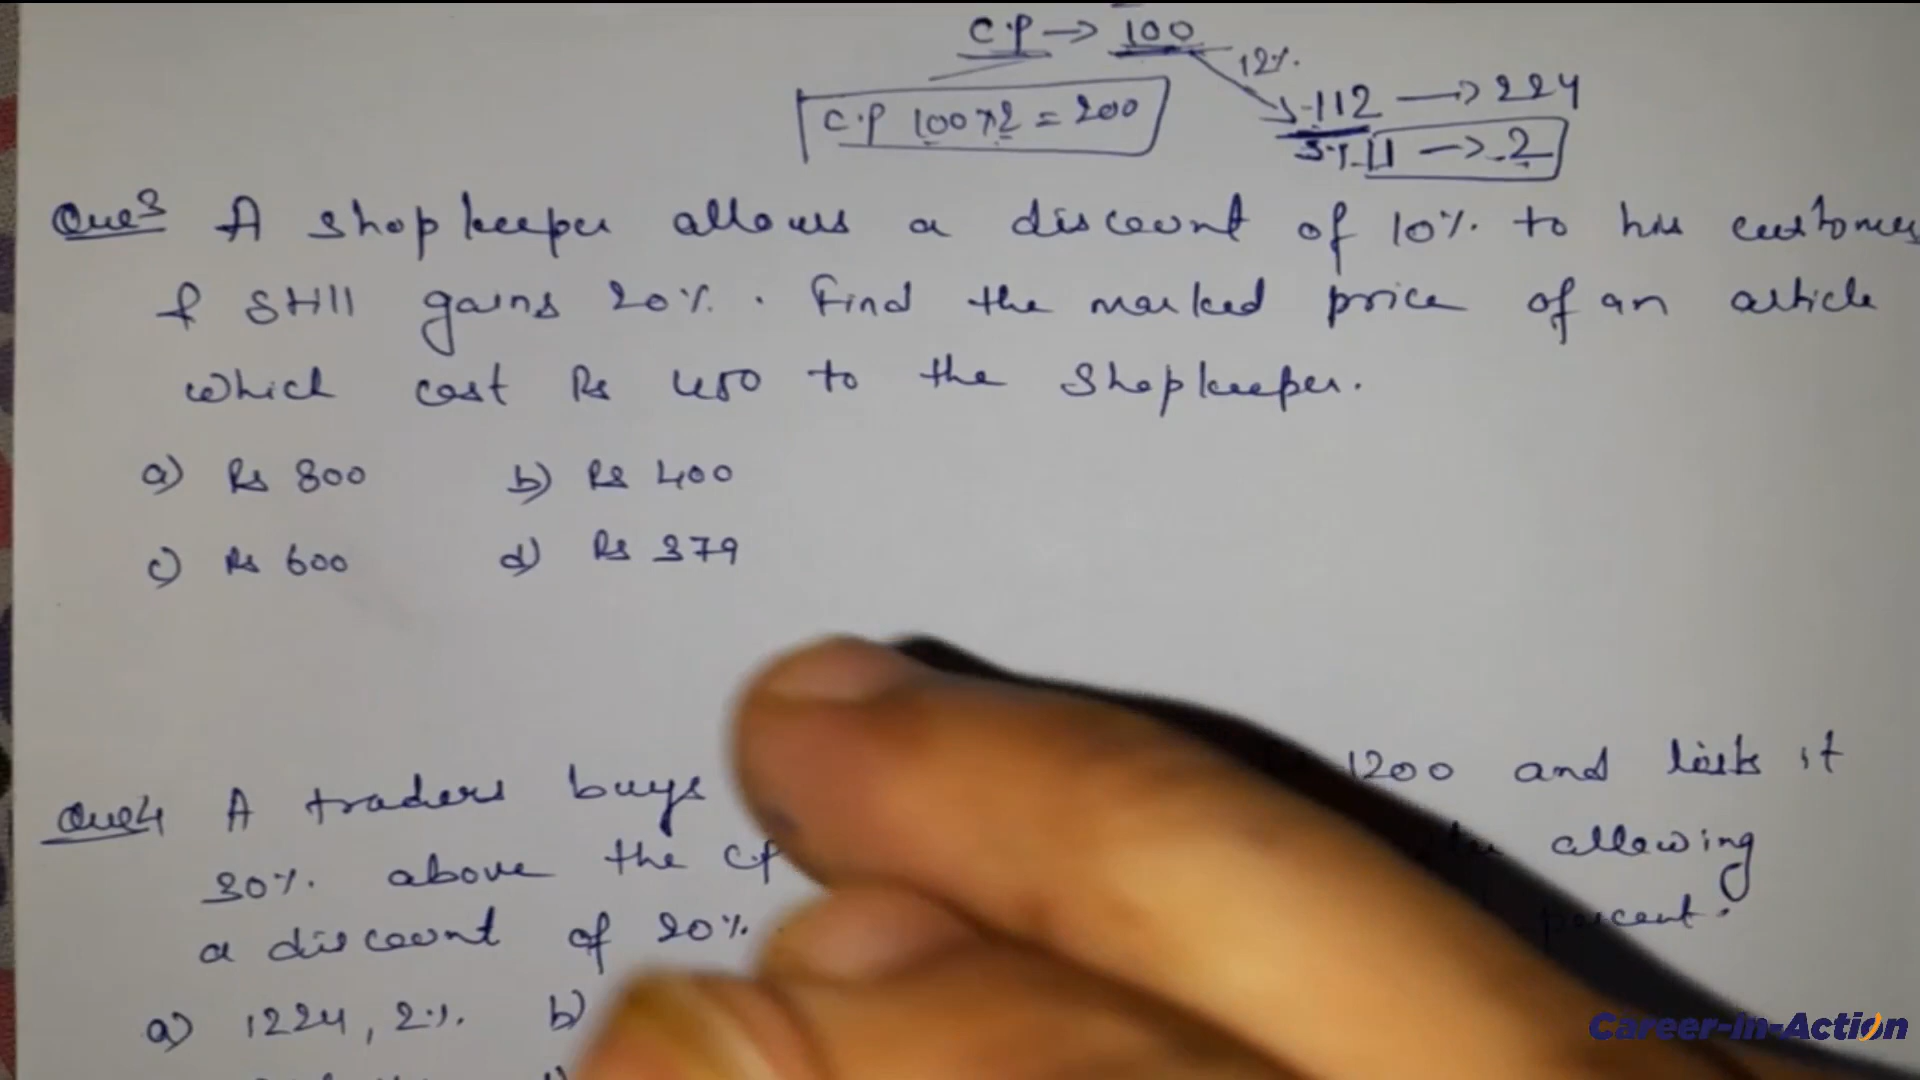 C.P → 100
12%.
112 → 224
C.P 100 x 2 = 200
1 → 2
Que3 A shopkeeper allows a discount of 10%. to his customers
& still gains 20%. . Find the marked price of an article
which cost Rs 450 to the shopkeeper.
a) Rs 800 b) Rs 400
c) Rs 600 d) Rs 379
Que4 A traders buys 1200 and lists it
30%. above the CP allowing
a discount of 20%. percent.
a) 1224, 2%. b)
Career-in-Action